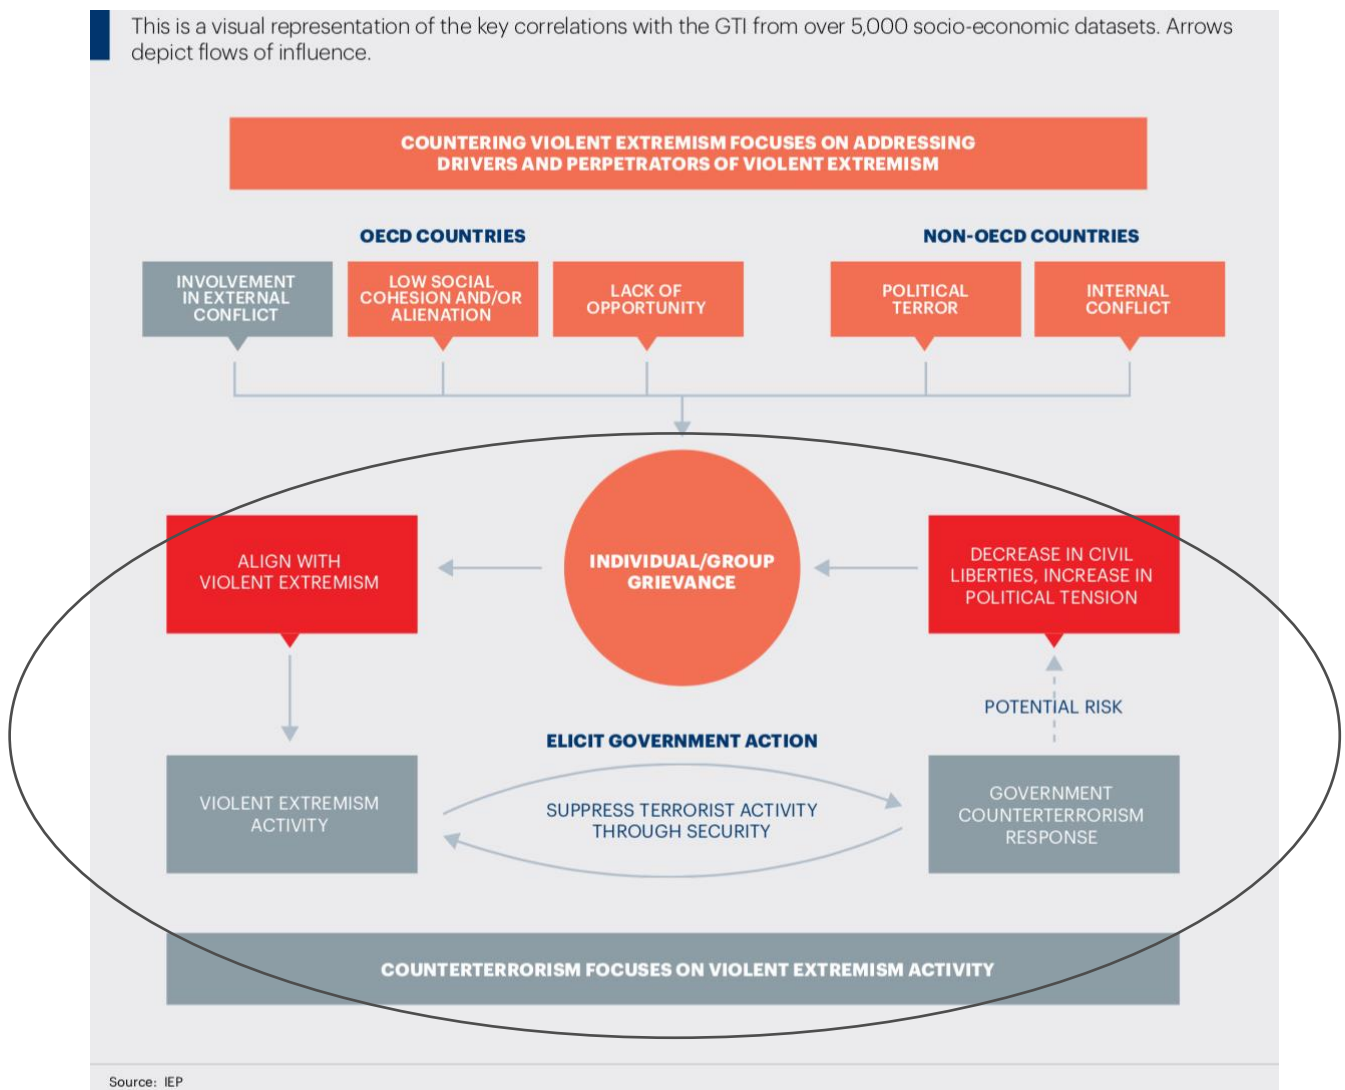 This is a visual representation of the key correlations with the GTI from over 5,000 socio-economic datasets. Arrows
depict flows of influence.
COUNTERING VIOLENT EXTREMISM FOCUSES ON ADDRESSING
DRIVERS AND PERPETRATORS OF VIOLENT EXTREMISM
OECD COUNTRIES
NON-OECD COUNTRIES
INVOLVEMENT
IN EXTERNAL
CONFLICT
LOW SOCIAL
COHESION AND/OR
ALIENATION
LACK OF
OPPORTUNITY
POLITICAL
TERROR
INTERNAL
CONFLICT
ALIGN WITH
VIOLENT EXTREMISM
INDIVIDUAL/GROUP
GRIEVANCE
DECREASE IN CIVIL
LIBERTIES, INCREASE IN
POLITICAL TENSION
POTENTIAL RISK
ELICIT GOVERNMENT ACTION
VIOLENT EXTREMISM
ACTIVITY
SUPPRESS TERRORIST ACTIVITY
THROUGH SECURITY
GOVERNMENT
COUNTERTERRORISM
RESPONSE
COUNTERTERRORISM FOCUSES ON VIOLENT EXTREMISM ACTIVITY
Source: IEP